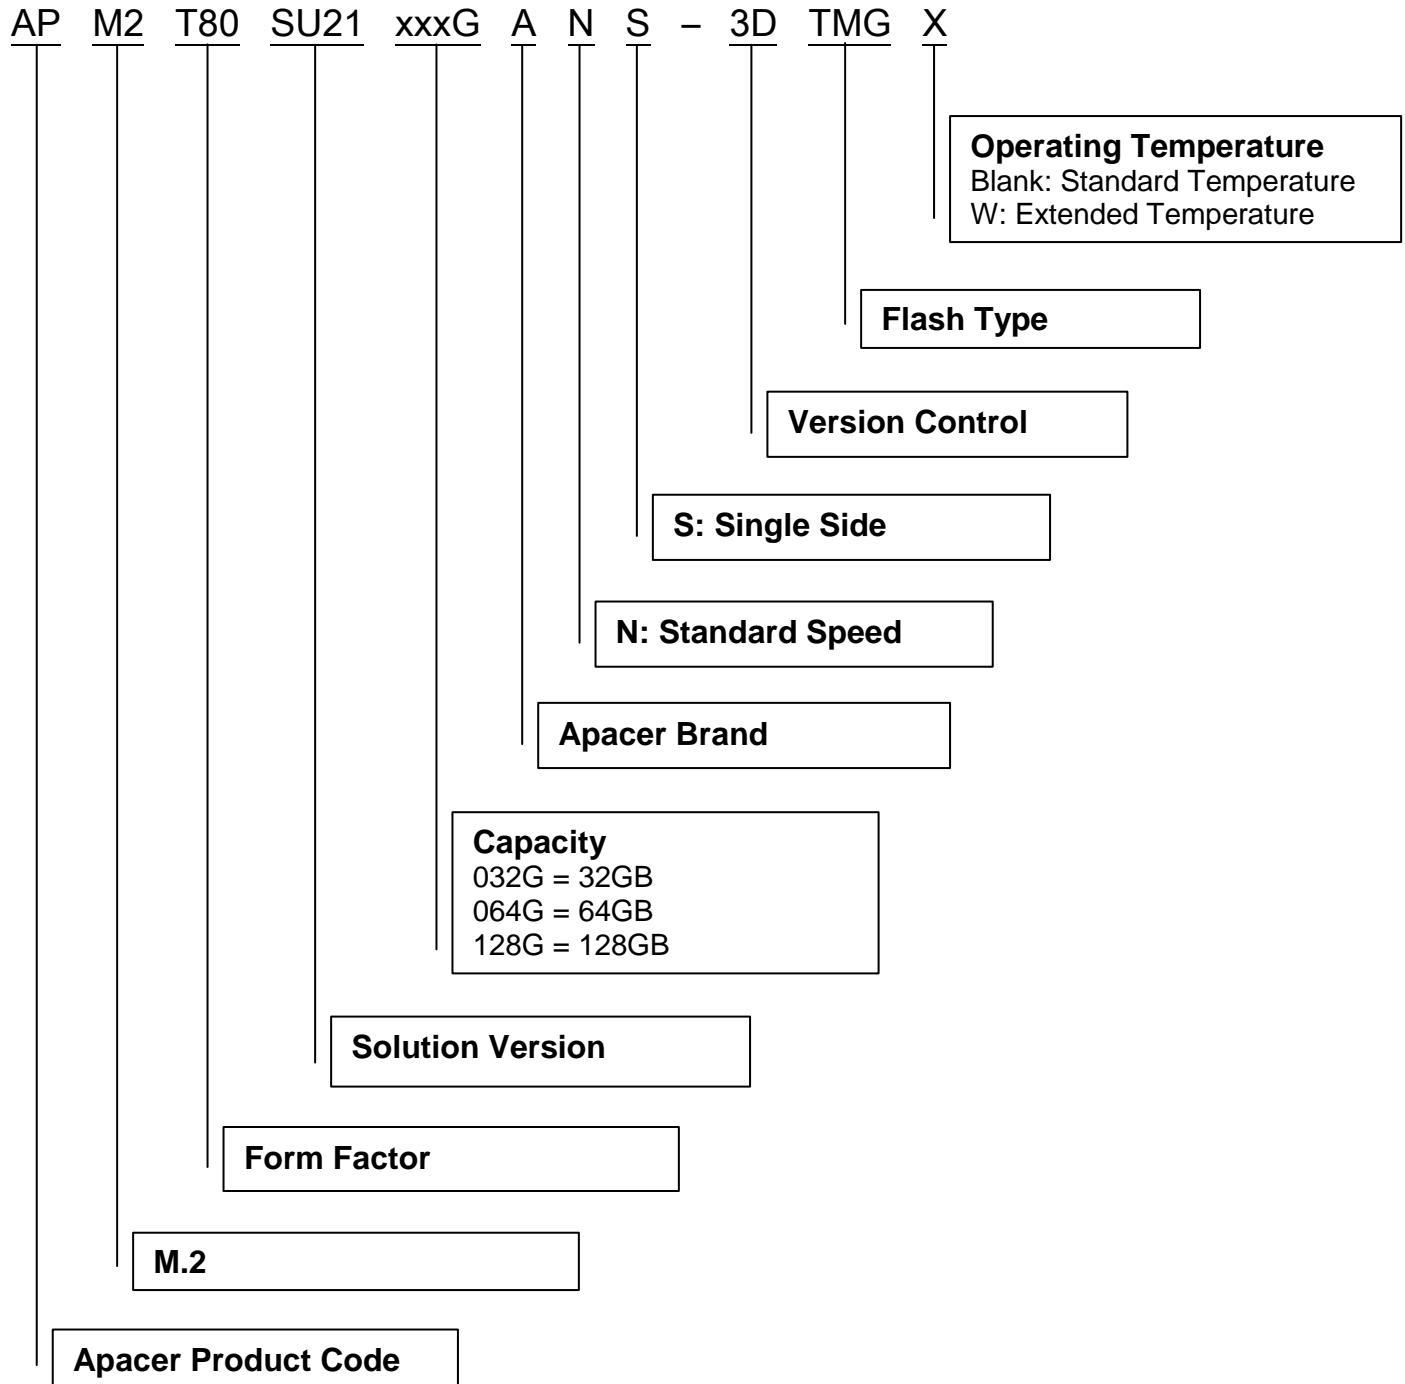 AP M2 T80 SU21 xxxG A N S – 3D TMG X
Operating Temperature
Blank: Standard Temperature
W: Extended Temperature
Flash Type
Version Control
S: Single Side
N: Standard Speed
Apacer Brand
Capacity
032G = 32GB
064G = 64GB
128G = 128GB
Solution Version
Form Factor
M.2
Apacer Product Code